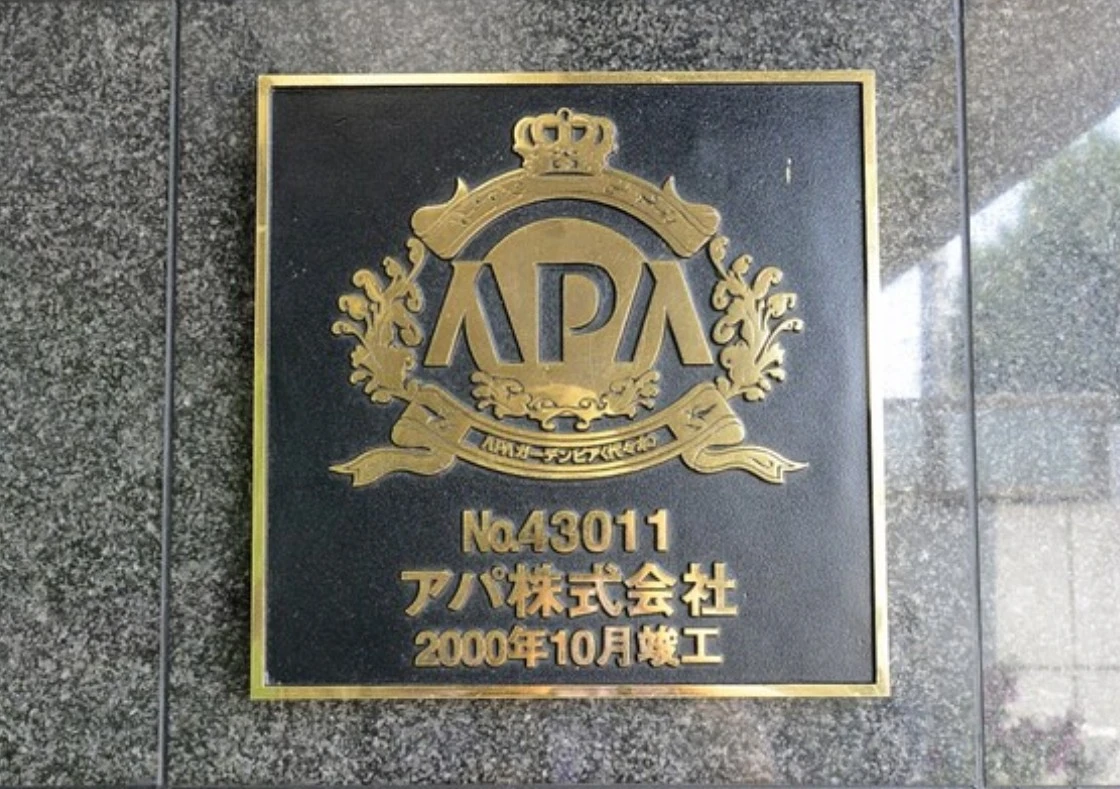 APA
APAガーデンピア〈代々木〉
No.43011
アパ株式会社
2000年10月竣工